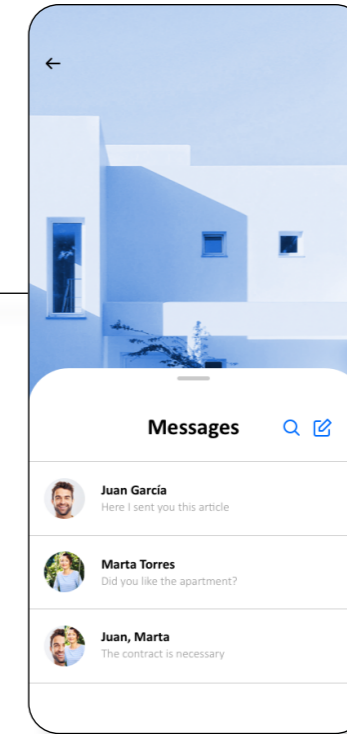 Messages
Juan García
Here I sent you this article
Marta Torres
Did you like the apartment?
Juan, Marta
The contract is necessary